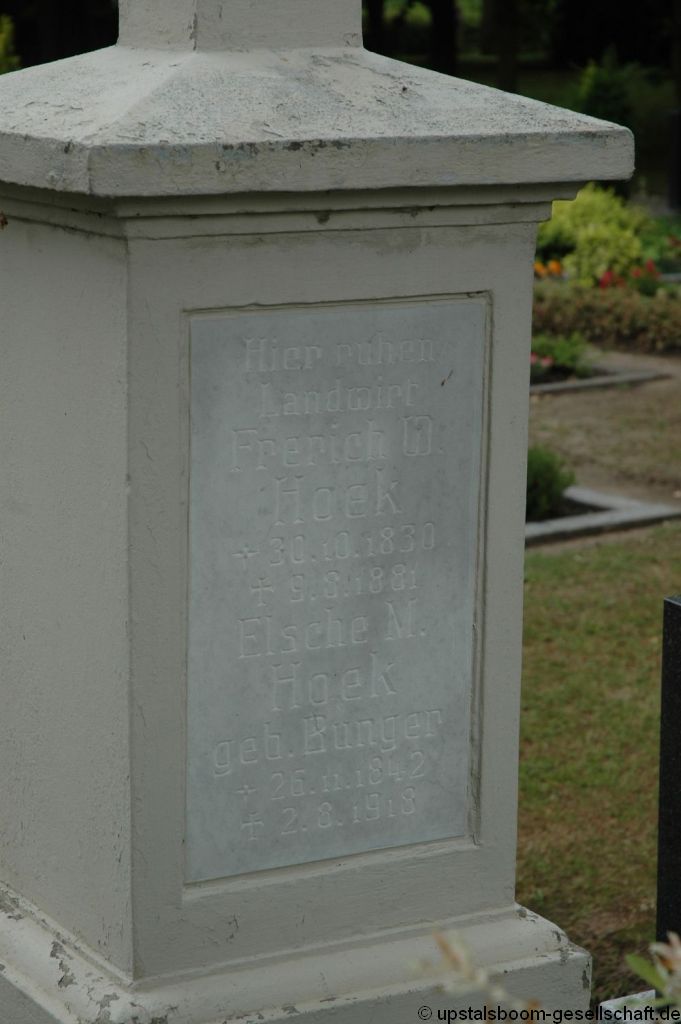 Hier ruhen
Landwirt
Frerich W.
Hoek
+ 30.10.1830
✝ 9.8.1881
Elsche M.
Hoek
geb. Bunger
+ 26.11.1842
✝ 2.8.1918
© upstalsboom-gesellschaft.de